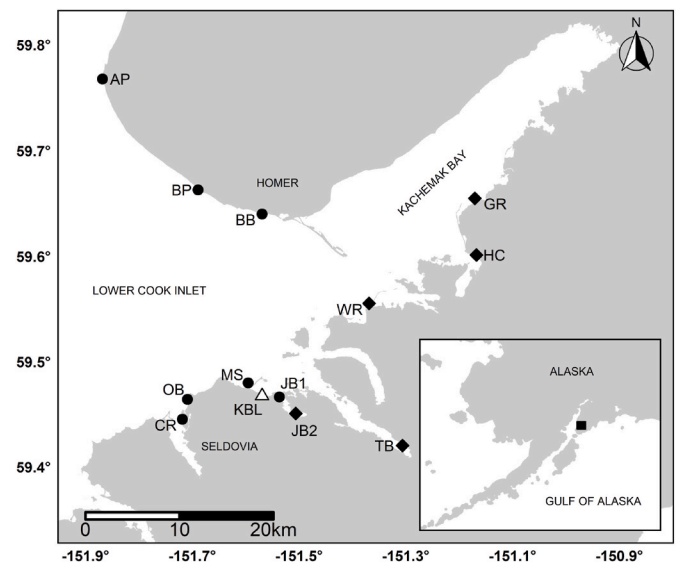 N
59.8°
AP
59.7°
KACHEMAK BAY
HOMER
BP
GR
BB
59.6°
HC
LOWER COOK INLET
WR
59.5°
MS
JB1
ALASKA
OB
KBL
CR
JB2
SELDOVIA
TB
59.4°
GULF OF ALASKA
0 10 20km
-151.9° -151.7° -151.5° -151.3° -151.1° -150.9°